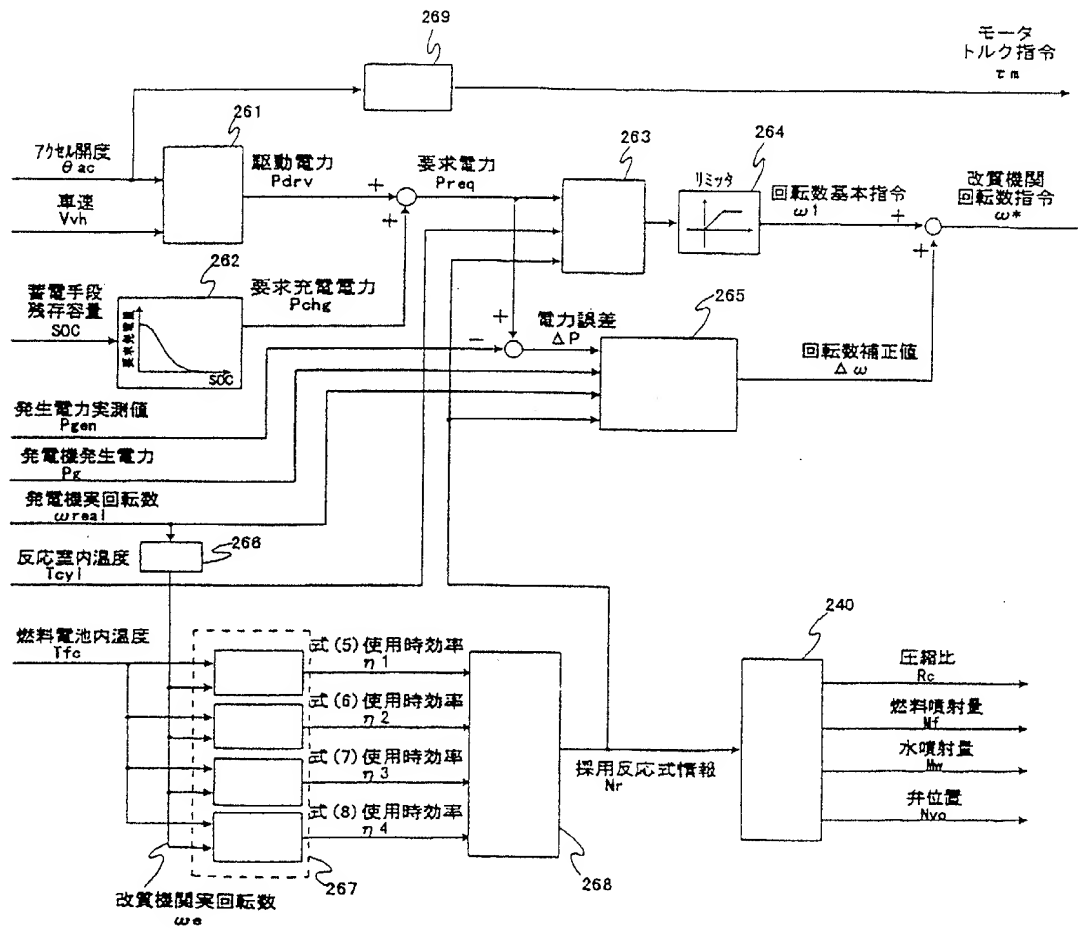 269
モータ
トルク指令
τm
261
アクセル開度
θac
車速
Vvh
駆動電力
Pdrv
+
+
要求電力
Preq
263
264
リミッタ
回転数基本指令
ω1
+
+
改質機関
回転数指令
ω*
262
蓄電手段
残存容量
SOC
要求発電量
SOC
要求充電電力
Pchg
+
-
電力誤差
ΔP
265
回転数補正値
Δω
発生電力実測値
Pgen
発電機発生電力
Pg
発電機実回転数
ωreal
266
反応室内温度
Tcyl
燃料電池内温度
Tfc
式(5)使用時効率
η1
式(6)使用時効率
η2
式(7)使用時効率
η3
式(8)使用時効率
η4
267
268
採用反応式情報
Nr
240
圧縮比
Rc
燃料噴射量
Mf
水噴射量
Mw
弁位置
Nvo
改質機関実回転数
ωe